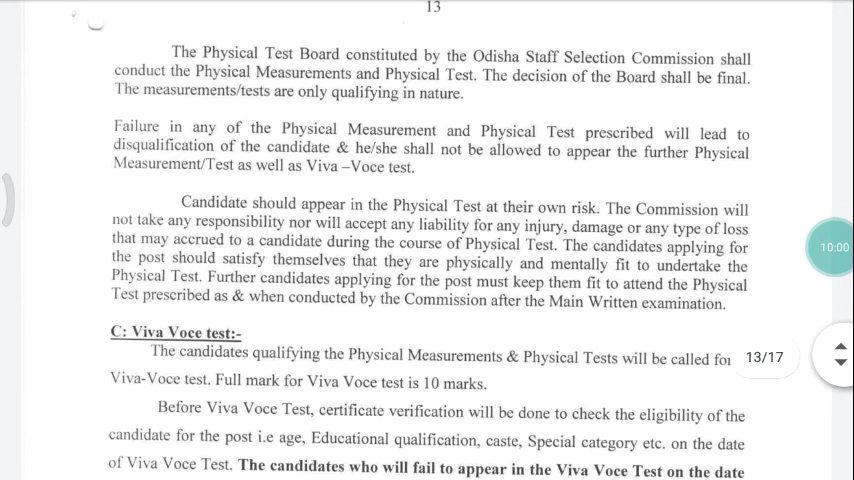 13
The Physical Test Board constituted by the Odisha Staff Selection Commission shall
conduct the Physical Measurements and Physical Test. The decision of the Board shall be final.
The measurements/tests are only qualifying in nature.
Failure in any of the Physical Measurement and Physical Test prescribed will lead to
disqualification of the candidate & he/she shall not be allowed to appear the further Physical
Measurement/Test as well as Viva –Voce test.
Candidate should appear in the Physical Test at their own risk. The Commission will
not take any responsibility nor will accept any liability for any injury, damage or any type of loss
that may accrued to a candidate during the course of Physical Test. The candidates applying for
the post should satisfy themselves that they are physically and mentally fit to undertake the
Physical Test. Further candidates applying for the post must keep them fit to attend the Physical
Test prescribed as & when conducted by the Commission after the Main Written examination.
10:00
C: Viva Voce test:-
The candidates qualifying the Physical Measurements & Physical Tests will be called for
13/17
Viva-Voce test. Full mark for Viva Voce test is 10 marks.
Before Viva Voce Test, certificate verification will be done to check the eligibility of the
candidate for the post i.e age, Educational qualification, caste, Special category etc. on the date
of Viva Voce Test. The candidates who will fail to appear in the Viva Voce Test on the date